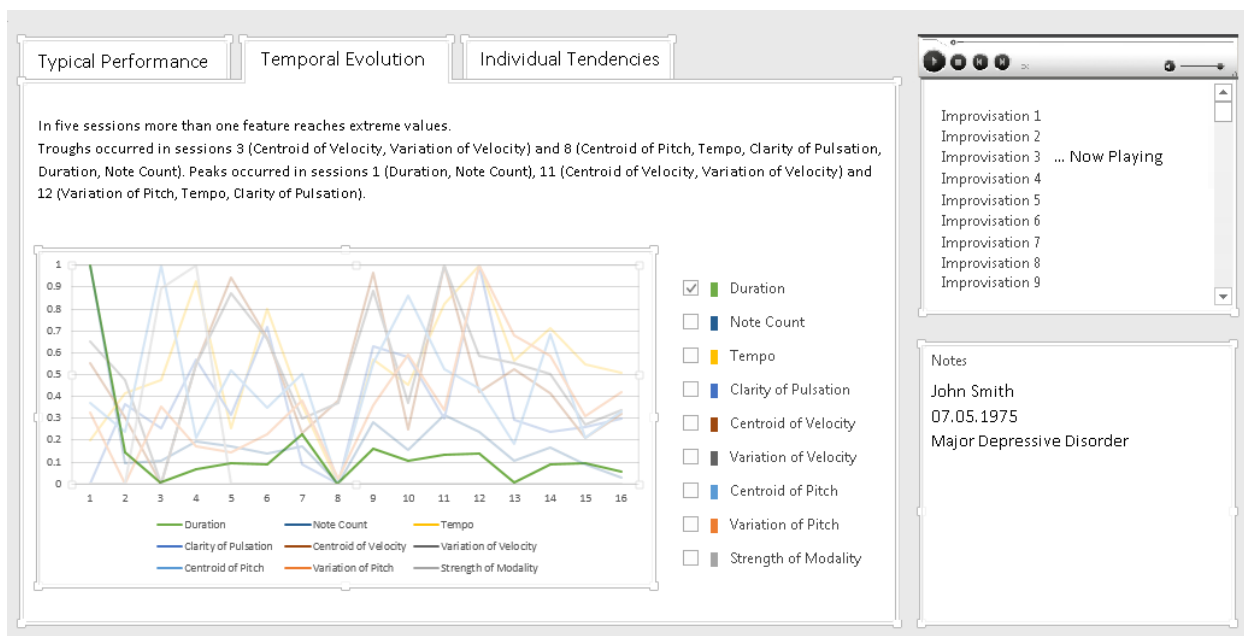 Typical Performance
Temporal Evolution
Individual Tendencies
In five sessions more than one feature reaches extreme values.
Troughs occurred in sessions 3 (Centroid of Velocity, Variation of Velocity) and 8 (Centroid of Pitch, Tempo, Clarity of Pulsation,
Duration, Note Count). Peaks occurred in sessions 1 (Duration, Note Count), 11 (Centroid of Velocity, Variation of Velocity) and
12 (Variation of Pitch, Tempo, Clarity of Pulsation).
1
0.9
0.8
0.7
0.6
0.5
0.4
0.3
0.2
0.1
0
1 2 3 4 5 6 7 8 9 10 11 12 13 14 15 16
Duration Note Count Tempo
Clarity of Pulsation Centroid of Velocity Variation of Velocity
Centroid of Pitch Variation of Pitch Strength of Modality
Duration
Note Count
Tempo
Clarity of Pulsation
Centroid of Velocity
Variation of Velocity
Centroid of Pitch
Variation of Pitch
Strength of Modality
Improvisation 1
Improvisation 2
Improvisation 3 ... Now Playing
Improvisation 4
Improvisation 5
Improvisation 6
Improvisation 7
Improvisation 8
Improvisation 9
Notes
John Smith
07.05.1975
Major Depressive Disorder